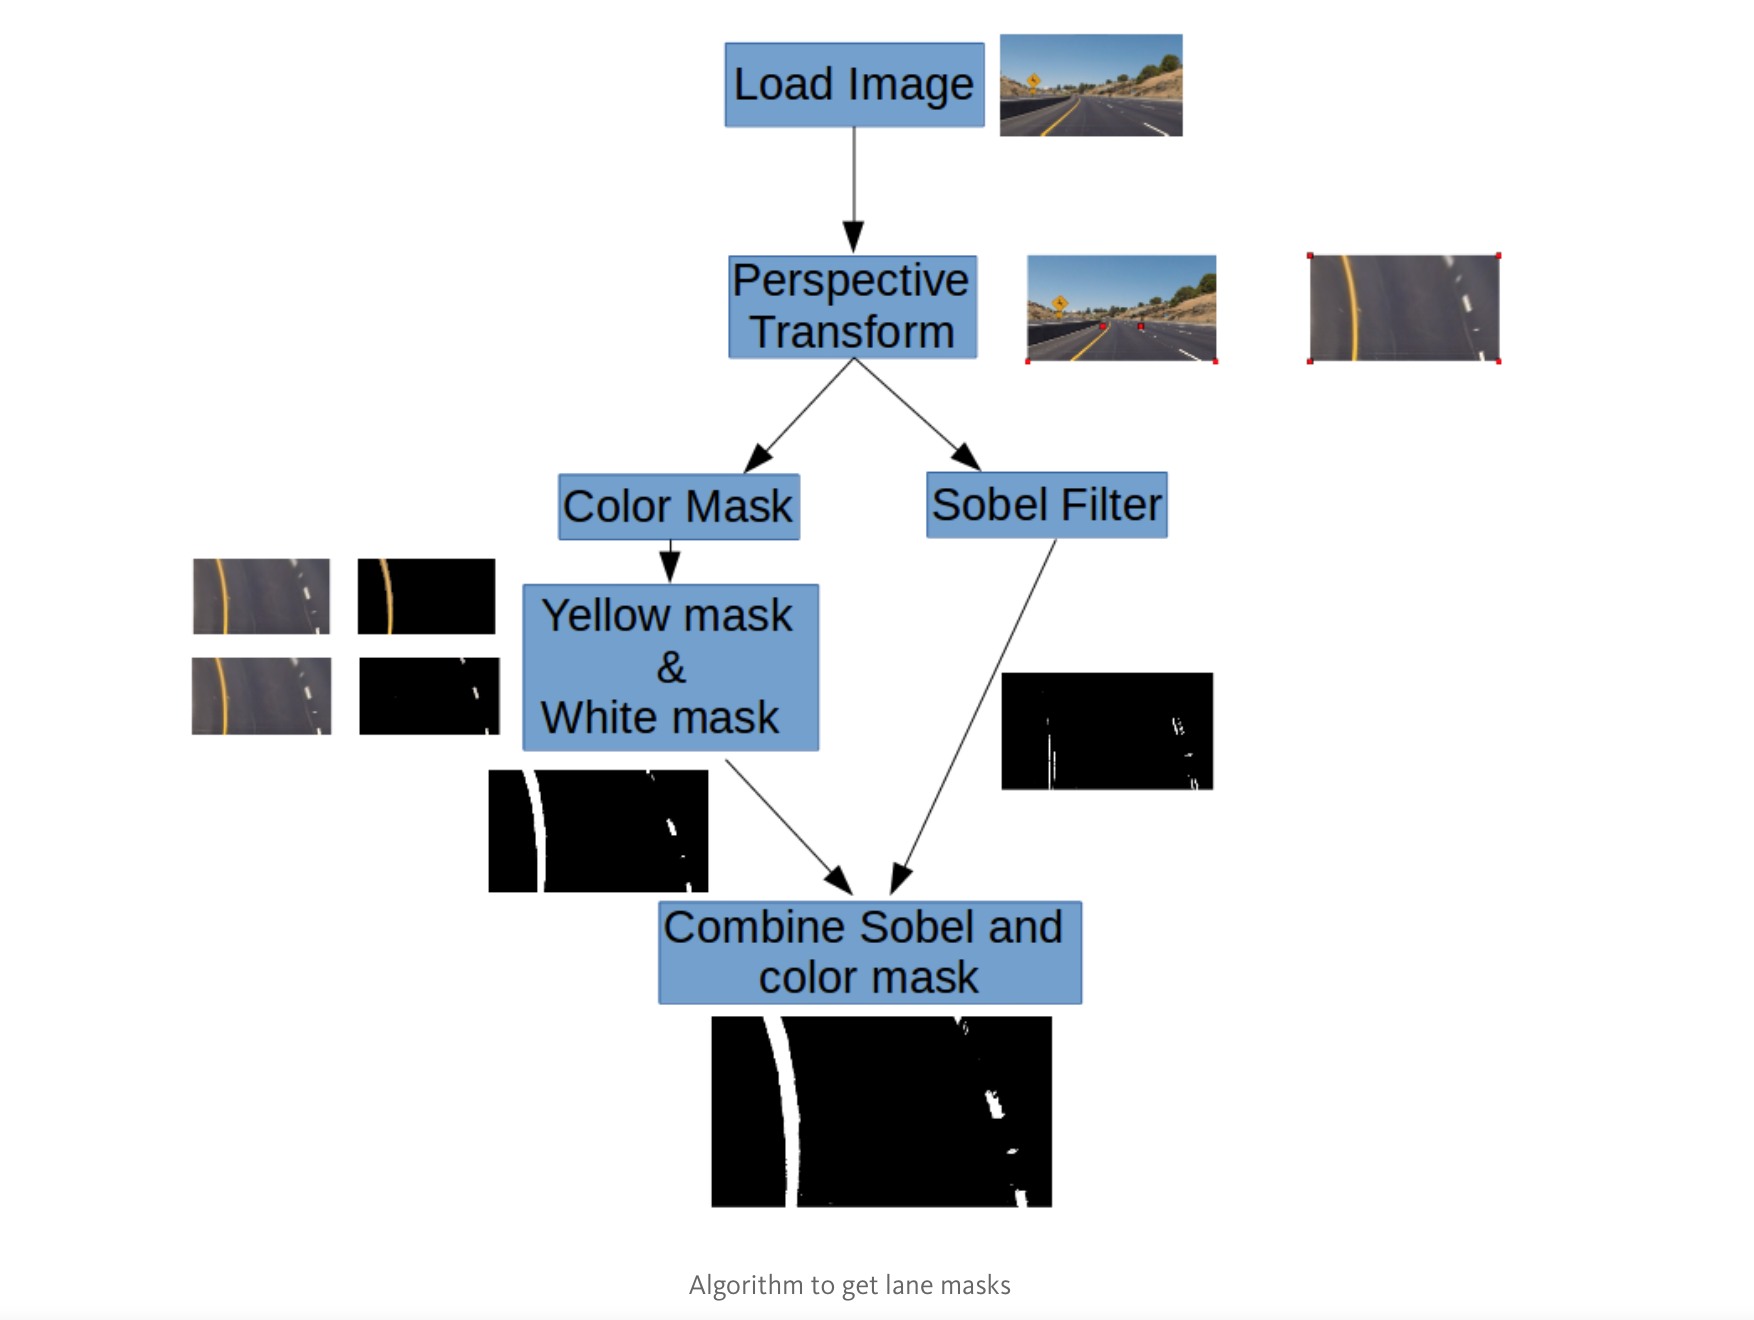 Load Image
Perspective
Transform
Color Mask
Sobel Filter
Yellow mask
&
White mask
Combine Sobel and
color mask
Algorithm to get lane masks